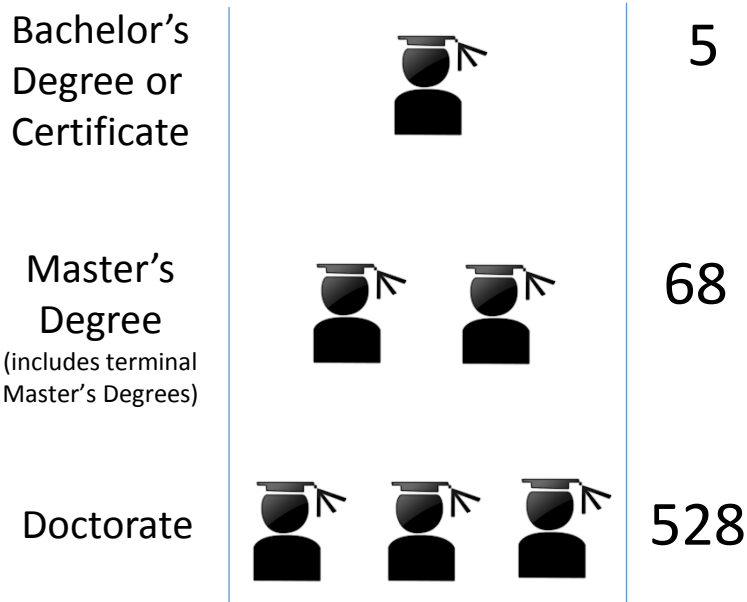 Bachelor's
Degree or
Certificate
5
Master's
Degree
(includes terminal
Master's Degrees)
68
Doctorate
528